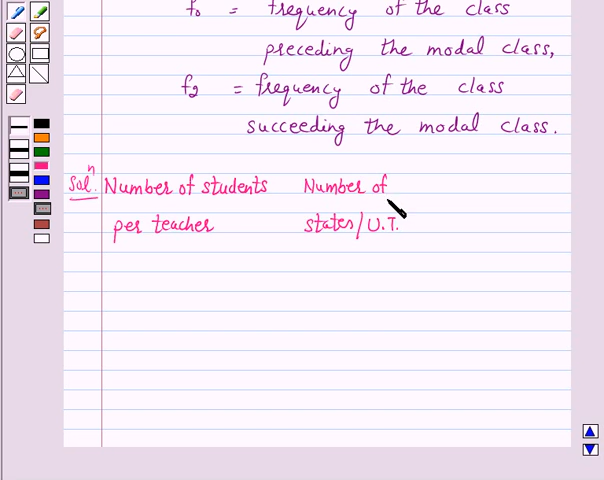 f₀ = frequency of the class
preceding the modal class,
f₂ = frequency of the class
succeeding the modal class.
Solⁿ. Number of students Number of
per teacher states/U.T.